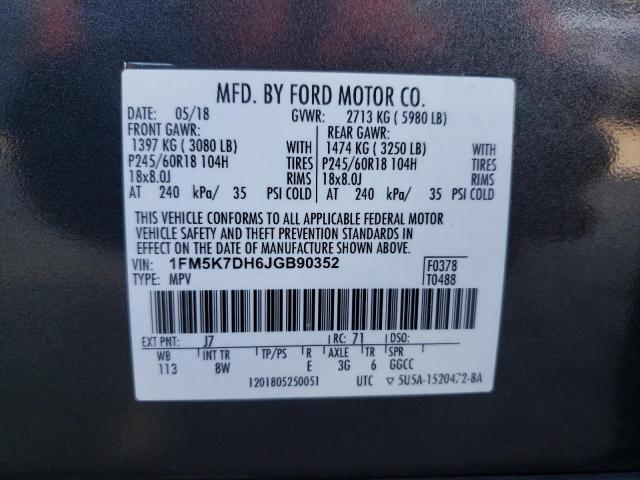 MFD. BY FORD MOTOR CO.
DATE: 05/18 GVWR: 2713 KG ( 5980 LB)
FRONT GAWR: REAR GAWR:
1397 KG ( 3080 LB) WITH 1474 KG ( 3250 LB) WITH
P245/60R18 104H TIRES P245/60R18 104H TIRES
18x8.0J RIMS 18x8.0J RIMS
AT 240 kPa/ 35 PSI COLD AT 240 kPa/ 35 PSI COLD
THIS VEHICLE CONFORMS TO ALL APPLICABLE FEDERAL MOTOR
VEHICLE SAFETY AND THEFT PREVENTION STANDARDS IN
EFFECT ON THE DATE OF MANUFACTURE SHOWN ABOVE.
VIN: 1FM5K7DH6JGB90352 F0378
TYPE: MPV T0488
EXT PNT: J7 RC: 71 DSO:
WB INT TR TP/PS R AXLE TR SPR
113 8W E 3G 6 GGCC
1201805250051 UTC ▽ 5U5A-1520472-BA